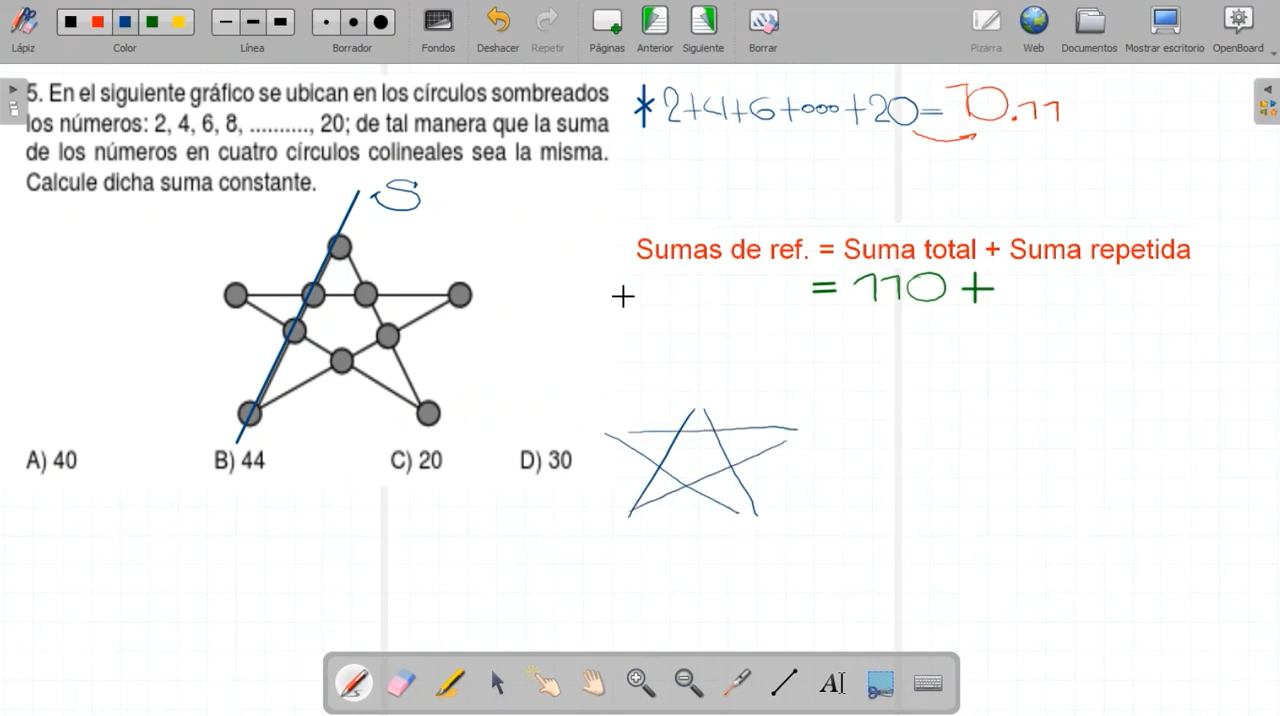 Lápiz
Color
Línea
Borrador
Fondos
Deshacer
Repetir
Páginas
Anterior
Siguiente
Borrar
Pizarra
Web
Documentos
Mostrar escritorio
OpenBoard
5. En el siguiente gráfico se ubican en los círculos sombreados
los números: 2, 4, 6, 8, .........., 20; de tal manera que la suma
de los números en cuatro círculos colineales sea la misma.
Calcule dicha suma constante.
S
A) 40
B) 44
C) 20
D) 30
* 2+4+6+°°°+20=10.11
Sumas de ref. = Suma total + Suma repetida
= 110 +